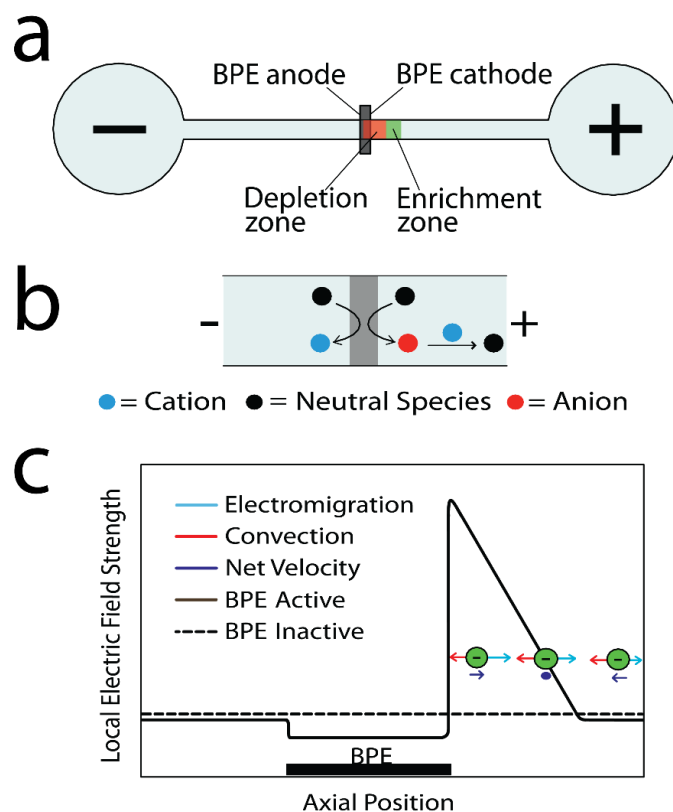 a
BPE anode BPE cathode
− +
Depletion zone
Enrichment zone
b
- +
= Cation = Neutral Species = Anion
c
Local Electric Field Strength
Electromigration
Convection
Net Velocity
BPE Active
BPE Inactive
- - -
BPE
Axial Position